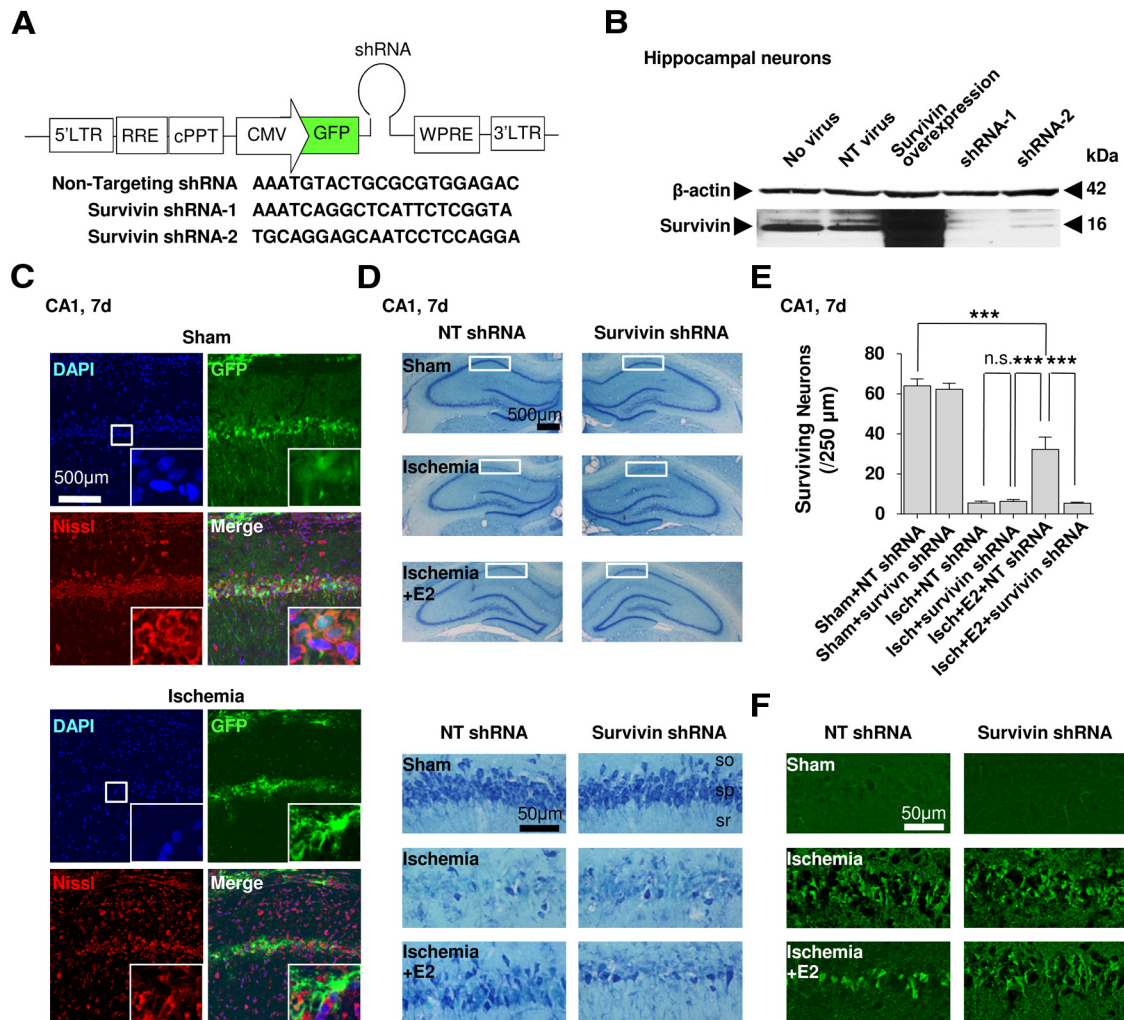 A
shRNA
5'LTR RRE cPPT CMV GFP WPRE 3'LTR
Non-Targeting shRNA AAATGTACTGCGCGTGGAGAC
Survivin shRNA-1 AAATCAGGCTCATTCTCGGTA
Survivin shRNA-2 TGCAGGAGCAATCCTCCAGGA
B
Hippocampal neurons
No virus
NT virus
Survivin
overexpression
shRNA-1
shRNA-2
kDa
β-actin 42
Survivin 16
C
CA1, 7d
Sham
DAPI GFP
500μm
Nissl Merge
Ischemia
DAPI GFP
Nissl Merge
D
CA1, 7d
NT shRNA Survivin shRNA
Sham
500μm
Ischemia
Ischemia
+E2
NT shRNA Survivin shRNA
Sham
so
sp
sr
50μm
Ischemia
Ischemia
+E2
E
CA1, 7d
***
n.s. *** ***
Surviving Neurons
(/250 μm)
80
60
40
20
0
Sham+NT shRNA
Sham+survivn shRNA
Isch+NT shRNA
Isch+survivin shRNA
Isch+E2+NT shRNA
Isch+E2+survivin shRNA
F
NT shRNA Survivin shRNA
Sham
50μm
Ischemia
Ischemia
+E2